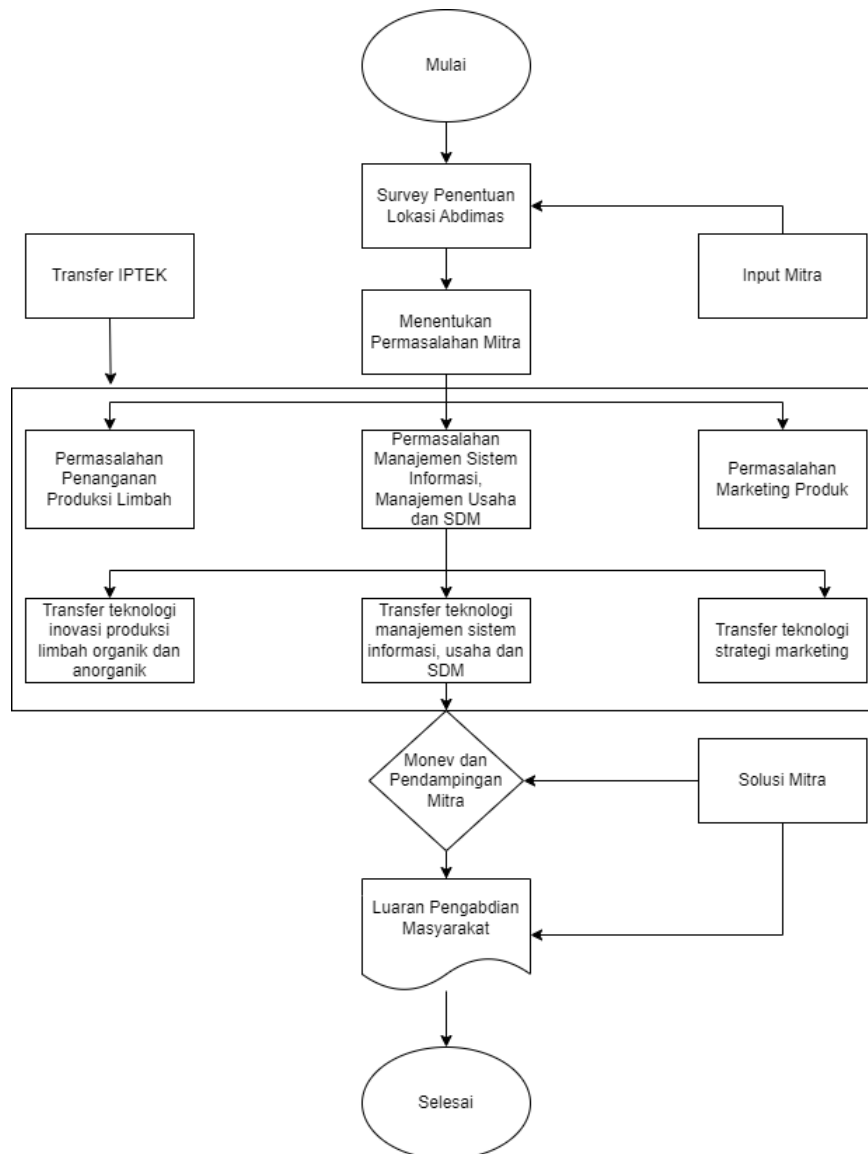 Mulai
Survey Penentuan
Lokasi Abdimas
Transfer IPTEK
Input Mitra
Menentukan
Permasalahan Mitra
Permasalahan
Penanganan
Produksi Limbah
Permasalahan
Manajemen Sistem
Informasi,
Manajemen Usaha
dan SDM
Permasalahan
Marketing Produk
Transfer teknologi
inovasi produksi
limbah organik dan
anorganik
Transfer teknologi
manajemen sistem
informasi, usaha dan
SDM
Transfer teknologi
strategi marketing
Monev dan
Pendampingan
Mitra
Solusi Mitra
Luaran Pengabdian
Masyarakat
Selesai